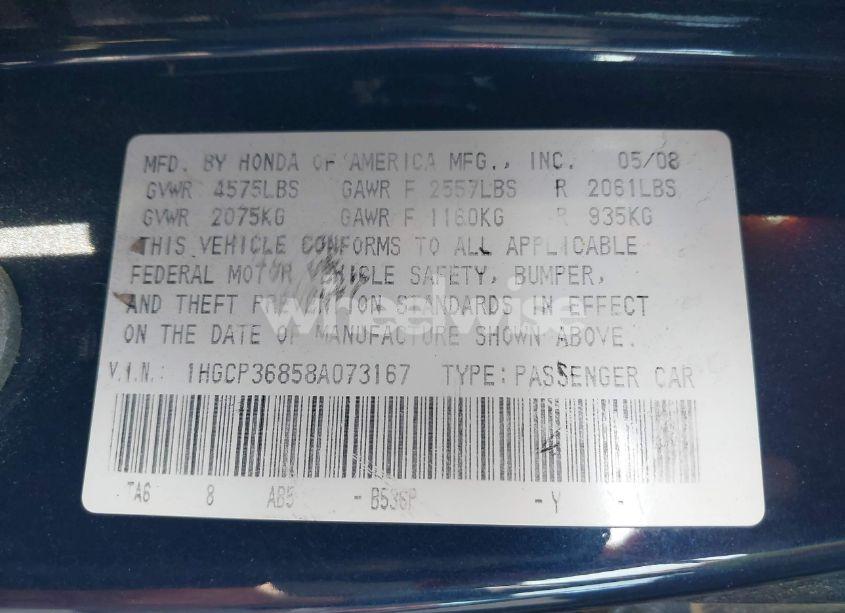 MFD. BY HONDA OF AMERICA MFG., INC. 05/08
GVWR 4575LBS GAWR F 2557LBS R 2061LBS
GVWR 2075KG GAWR F 1160KG R 935KG
THIS VEHICLE CONFORMS TO ALL APPLICABLE
FEDERAL MOTOR VEHICLE SAFETY, BUMPER,
AND THEFT PREVENTION STANDARDS IN EFFECT
wheelwise
ON THE DATE OF MANUFACTURE SHOWN ABOVE.
V.I.N.: 1HGCP36858A073167 TYPE: PASSENGER CAR
TA6 8 AB5 - B536P - Y -